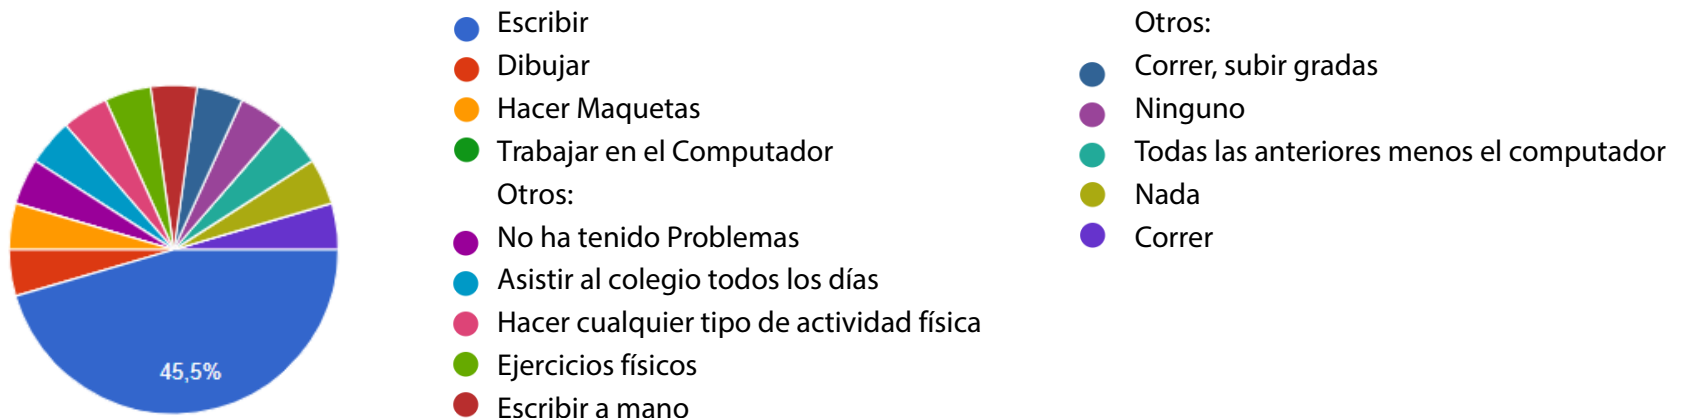 45,5%
Escribir
Dibujar
Hacer Maquetas
Trabajar en el Computador
Otros:
No ha tenido Problemas
Asistir al colegio todos los días
Hacer cualquier tipo de actividad física
Ejercicios físicos
Escribir a mano
Otros:
Correr, subir gradas
Ninguno
Todas las anteriores menos el computador
Nada
Correr